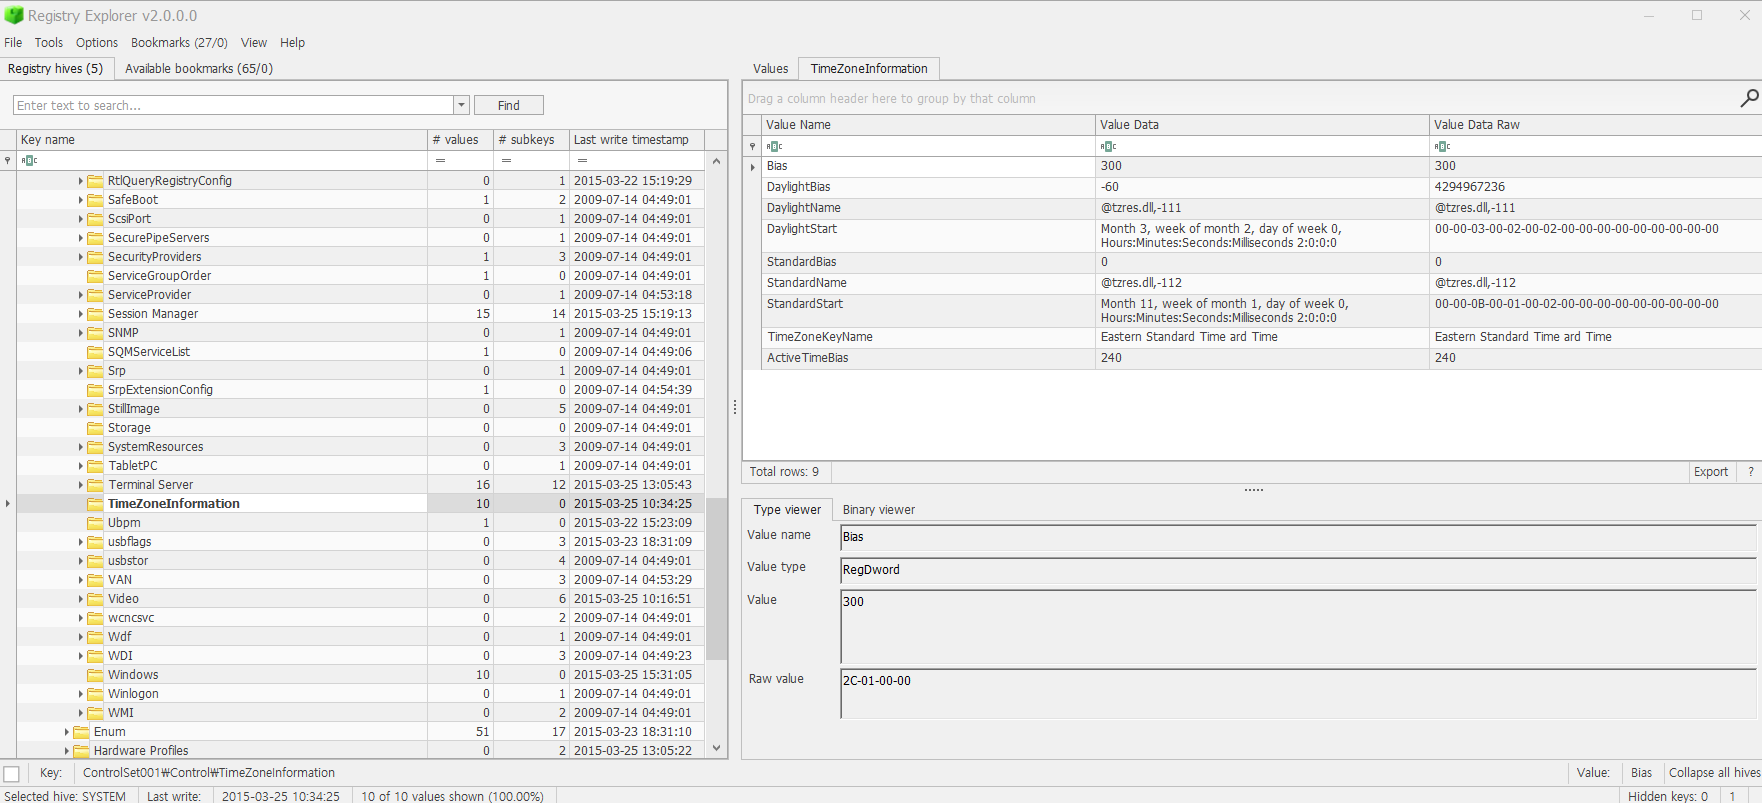 Registry Explorer v2.0.0.0
File Tools Options Bookmarks (27/0) View Help
Registry hives (5) Available bookmarks (65/0)
Enter text to search... Find
Key name # values # subkeys Last write timestamp
= = =
RtlQueryRegistryConfig 0 1 2015-03-22 15:19:29
SafeBoot 1 2 2009-07-14 04:49:01
ScsiPort 0 1 2009-07-14 04:49:01
SecurePipeServers 0 1 2009-07-14 04:49:01
SecurityProviders 1 3 2009-07-14 04:49:01
ServiceGroupOrder 1 0 2009-07-14 04:49:01
ServiceProvider 0 1 2009-07-14 04:53:18
Session Manager 15 14 2015-03-25 15:19:13
SNMP 0 1 2009-07-14 04:49:01
SQMServiceList 1 0 2009-07-14 04:49:06
Srp 0 1 2009-07-14 04:49:01
SrpExtensionConfig 1 0 2009-07-14 04:54:39
StillImage 0 5 2009-07-14 04:49:01
Storage 0 0 2009-07-14 04:49:01
SystemResources 0 3 2009-07-14 04:49:01
TabletPC 0 1 2009-07-14 04:49:01
Terminal Server 16 12 2015-03-25 13:05:43
TimeZoneInformation 10 0 2015-03-25 10:34:25
Ubpm 1 0 2015-03-22 15:23:09
usbflags 0 3 2015-03-23 18:31:09
usbstor 0 4 2009-07-14 04:49:01
VAN 0 3 2009-07-14 04:53:29
Video 0 6 2015-03-25 10:16:51
wcncsvc 0 2 2009-07-14 04:49:01
Wdf 0 1 2009-07-14 04:49:01
WDI 0 3 2009-07-14 04:49:23
Windows 10 0 2015-03-25 15:31:05
Winlogon 0 1 2009-07-14 04:49:01
WMI 0 2 2009-07-14 04:49:01
Enum 51 17 2015-03-23 18:31:10
Hardware Profiles 0 2 2015-03-25 13:05:22
Values TimeZoneInformation
Drag a column header here to group by that column
Value Name Value Data Value Data Raw
Bias 300 300
DaylightBias -60 4294967236
DaylightName @tzres.dll,-111 @tzres.dll,-111
DaylightStart Month 3, week of month 2, day of week 0, 00-00-03-00-02-00-02-00-00-00-00-00-00-00-00-00
Hours:Minutes:Seconds:Milliseconds 2:0:0:0
StandardBias 0 0
StandardName @tzres.dll,-112 @tzres.dll,-112
StandardStart Month 11, week of month 1, day of week 0, 00-00-0B-00-01-00-02-00-00-00-00-00-00-00-00-00
Hours:Minutes:Seconds:Milliseconds 2:0:0:0
TimeZoneKeyName Eastern Standard Time ard Time Eastern Standard Time ard Time
ActiveTimeBias 240 240
Total rows: 9 Export ?
Type viewer Binary viewer
Value name Bias
Value type RegDword
Value 300
Raw value 2C-01-00-00
Key: ControlSet001₩Control₩TimeZoneInformation Value: Bias Collapse all hives
Selected hive: SYSTEM Last write: 2015-03-25 10:34:25 10 of 10 values shown (100.00%) Hidden keys: 0 1